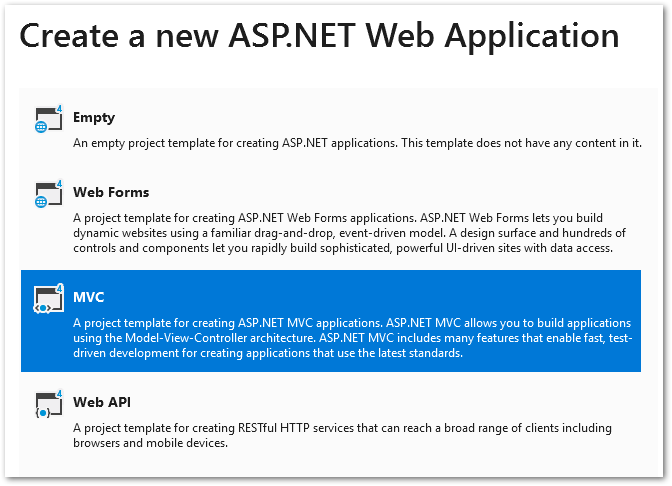 Create a new ASP.NET Web Application
4
Empty
An empty project template for creating ASP.NET applications. This template does not have any content in it.
4
Web Forms
A project template for creating ASP.NET Web Forms applications. ASP.NET Web Forms lets you build
dynamic websites using a familiar drag-and-drop, event-driven model. A design surface and hundreds of
controls and components let you rapidly build sophisticated, powerful UI-driven sites with data access.
4
MVC
A project template for creating ASP.NET MVC applications. ASP.NET MVC allows you to build applications
using the Model-View-Controller architecture. ASP.NET MVC includes many features that enable fast, test-
driven development for creating applications that use the latest standards.
4
Web API
A project template for creating RESTful HTTP services that can reach a broad range of clients including
browsers and mobile devices.